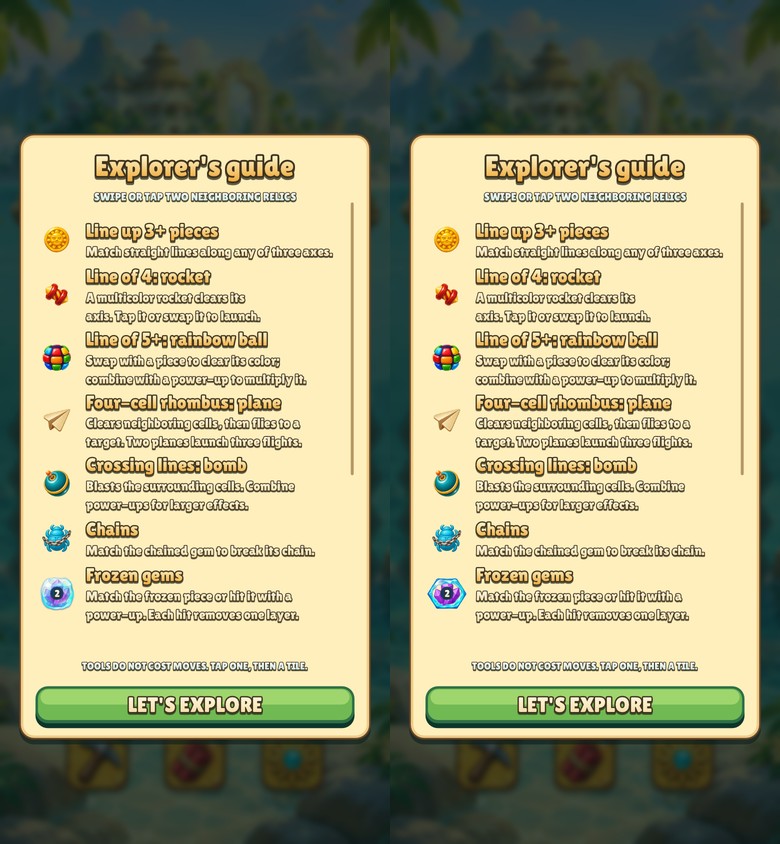 Explorer's guide
SWIPE OR TAP TWO NEIGHBORING RELICS
Line up 3+ pieces
Match straight lines along any of three axes.
Line of 4: rocket
A multicolor rocket clears its
axis. Tap it or swap it to launch.
Line of 5+: rainbow ball
Swap with a piece to clear its color;
combine with a power-up to multiply it.
Four-cell rhombus: plane
Clears neighboring cells, then flies to a
target. Two planes launch three flights.
Crossing lines: bomb
Blasts the surrounding cells. Combine
power-ups for larger effects.
Chains
Match the chained gem to break its chain.
Frozen gems
2
Match the frozen piece or hit it with a
power-up. Each hit removes one layer.
TOOLS DO NOT COST MOVES. TAP ONE, THEN A TILE.
LET'S EXPLORE
Explorer's guide
SWIPE OR TAP TWO NEIGHBORING RELICS
Line up 3+ pieces
Match straight lines along any of three axes.
Line of 4: rocket
A multicolor rocket clears its
axis. Tap it or swap it to launch.
Line of 5+: rainbow ball
Swap with a piece to clear its color;
combine with a power-up to multiply it.
Four-cell rhombus: plane
Clears neighboring cells, then flies to a
target. Two planes launch three flights.
Crossing lines: bomb
Blasts the surrounding cells. Combine
power-ups for larger effects.
Chains
Match the chained gem to break its chain.
Frozen gems
2
Match the frozen piece or hit it with a
power-up. Each hit removes one layer.
TOOLS DO NOT COST MOVES. TAP ONE, THEN A TILE.
LET'S EXPLORE